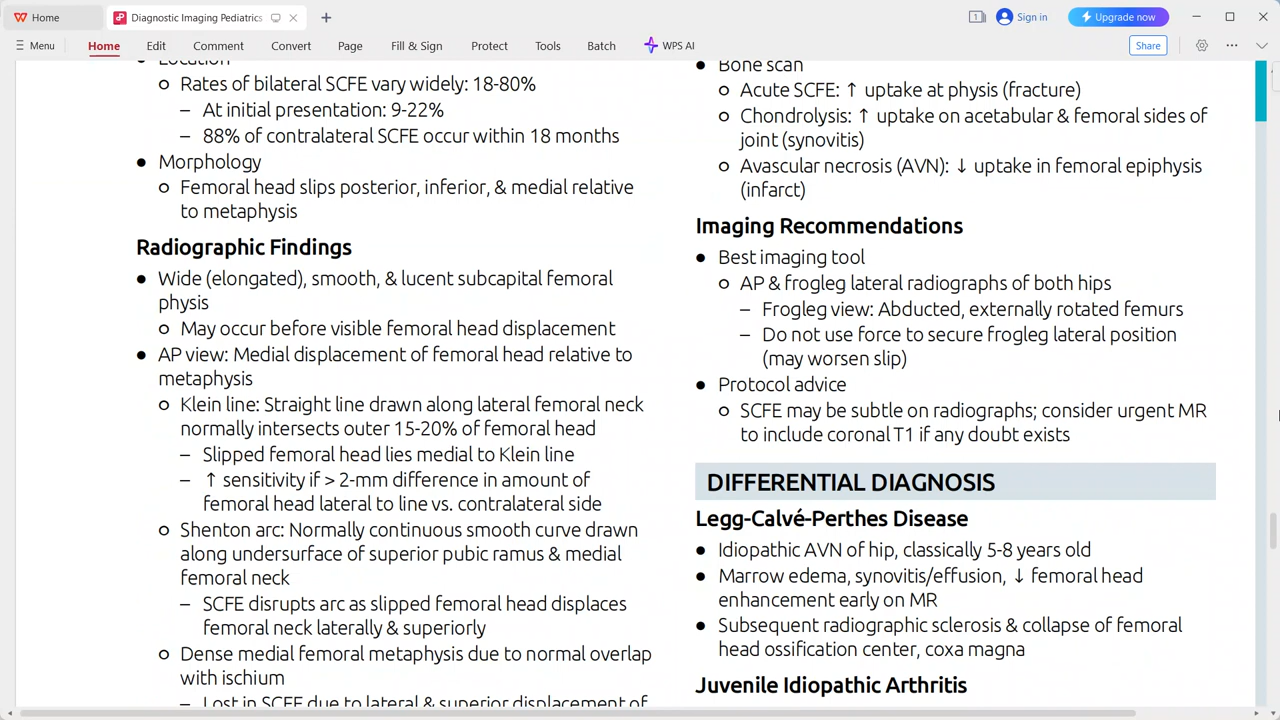 Home
Diagnostic Imaging Pediatrics
Sign in
Upgrade now
Menu
Home
Edit
Comment
Convert
Page
Fill & Sign
Protect
Tools
Batch
WPS AI
Share
● Location
○ Rates of bilateral SCFE vary widely: 18-80%
– At initial presentation: 9-22%
– 88% of contralateral SCFE occur within 18 months
● Morphology
○ Femoral head slips posterior, inferior, & medial relative
to metaphysis
Radiographic Findings
● Wide (elongated), smooth, & lucent subcapital femoral
physis
○ May occur before visible femoral head displacement
● AP view: Medial displacement of femoral head relative to
metaphysis
○ Klein line: Straight line drawn along lateral femoral neck
normally intersects outer 15-20% of femoral head
– Slipped femoral head lies medial to Klein line
– ↑ sensitivity if > 2-mm difference in amount of
femoral head lateral to line vs. contralateral side
○ Shenton arc: Normally continuous smooth curve drawn
along undersurface of superior pubic ramus & medial
femoral neck
– SCFE disrupts arc as slipped femoral head displaces
femoral neck laterally & superiorly
○ Dense medial femoral metaphysis due to normal overlap
with ischium
– Lost in SCFE due to lateral & superior displacement of
● Bone scan
○ Acute SCFE: ↑ uptake at physis (fracture)
○ Chondrolysis: ↑ uptake on acetabular & femoral sides of
joint (synovitis)
○ Avascular necrosis (AVN): ↓ uptake in femoral epiphysis
(infarct)
Imaging Recommendations
● Best imaging tool
○ AP & frogleg lateral radiographs of both hips
– Frogleg view: Abducted, externally rotated femurs
– Do not use force to secure frogleg lateral position
(may worsen slip)
● Protocol advice
○ SCFE may be subtle on radiographs; consider urgent MR
to include coronal T1 if any doubt exists
DIFFERENTIAL DIAGNOSIS
Legg-Calvé-Perthes Disease
● Idiopathic AVN of hip, classically 5-8 years old
● Marrow edema, synovitis/effusion, ↓ femoral head
enhancement early on MR
● Subsequent radiographic sclerosis & collapse of femoral
head ossification center, coxa magna
Juvenile Idiopathic Arthritis